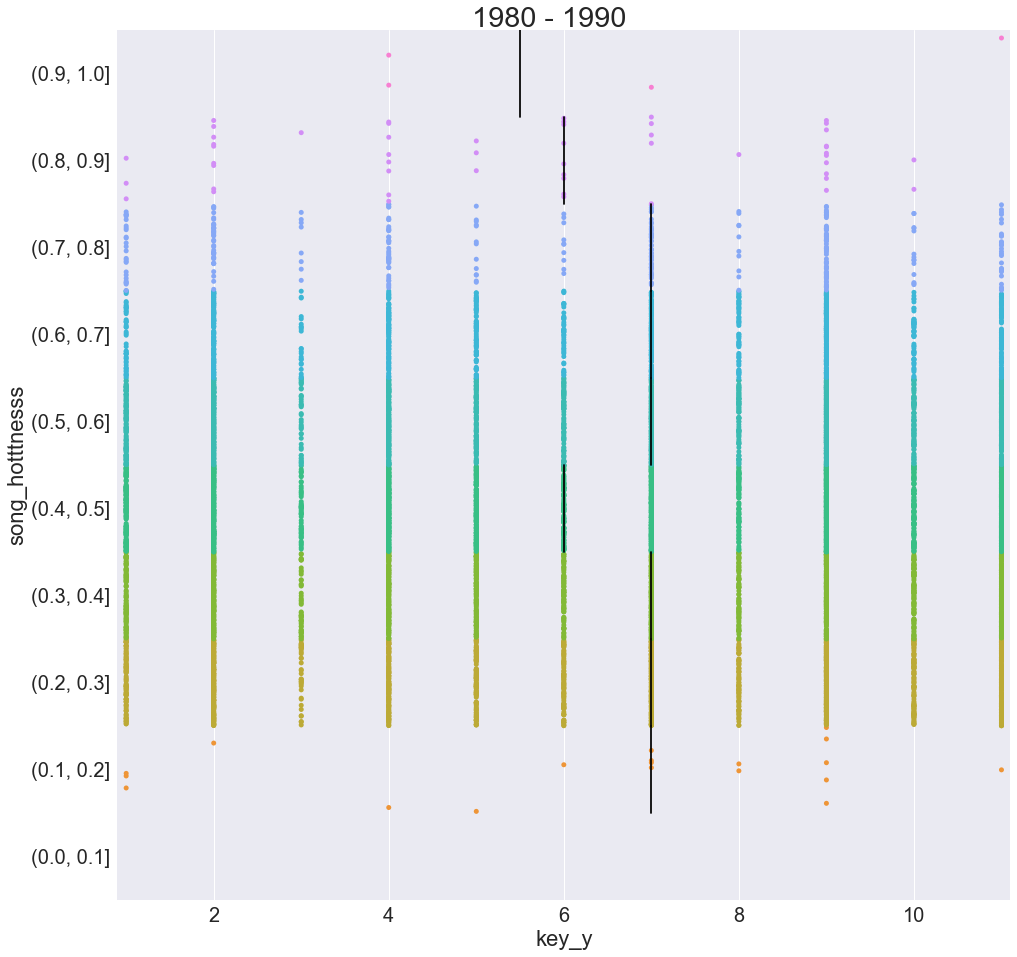 1980 - 1990
(0.9, 1.0]
(0.8, 0.9]
(0.7, 0.8]
(0.6, 0.7]
(0.5, 0.6]
(0.4, 0.5]
(0.3, 0.4]
(0.2, 0.3]
(0.1, 0.2]
(0.0, 0.1]
song_hotttnesss
2 4 6 8 10
key_y